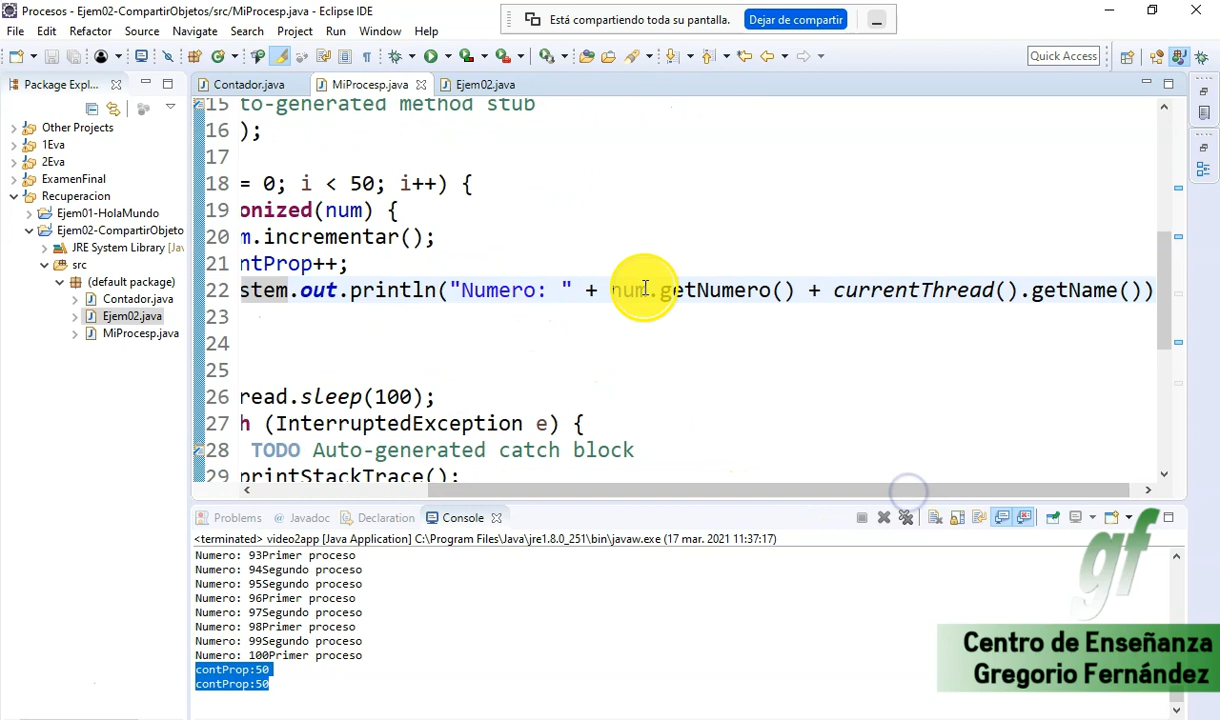 Procesos - Ejem02-CompartirObjetos/src/MiProcesp.java - Eclipse IDE
Está compartiendo toda su pantalla. Dejar de compartir
File Edit Refactor Source Navigate Search Project Run Window Help
Quick Access
Package Expl...
Contador.java MiProcesp.java Ejem02.java
Other Projects
1Eva
2Eva
ExamenFinal
Recuperacion
Ejem01-HolaMundo
Ejem02-CompartirObjeto
JRE System Library [Jav
src
(default package)
Contador.java
Ejem02.java
MiProcesp.java
15 to-generated method stub
16 );
17
18 = 0; i < 50; i++) {
19 onized(num) {
20 m.incrementar();
21 ntProp++;
22 stem.out.println("Numero: " + num.getNumero() + currentThread().getName())
23
24
25
26 read.sleep(100);
27 h (InterruptedException e) {
28 TODO Auto-generated catch block
29 printStackTrace();
Problems @ Javadoc Declaration Console
<terminated> video2app [Java Application] C:\Program Files\Java\jre1.8.0_251\bin\javaw.exe (17 mar. 2021 11:37:17)
Numero: 93Primer proceso
Numero: 94Segundo proceso
Numero: 95Segundo proceso
Numero: 96Primer proceso
Numero: 97Segundo proceso
Numero: 98Primer proceso
Numero: 99Segundo proceso
Numero: 100Primer proceso
contProp:50
contProp:50
gf
Centro de Enseñanza
Gregorio Fernández